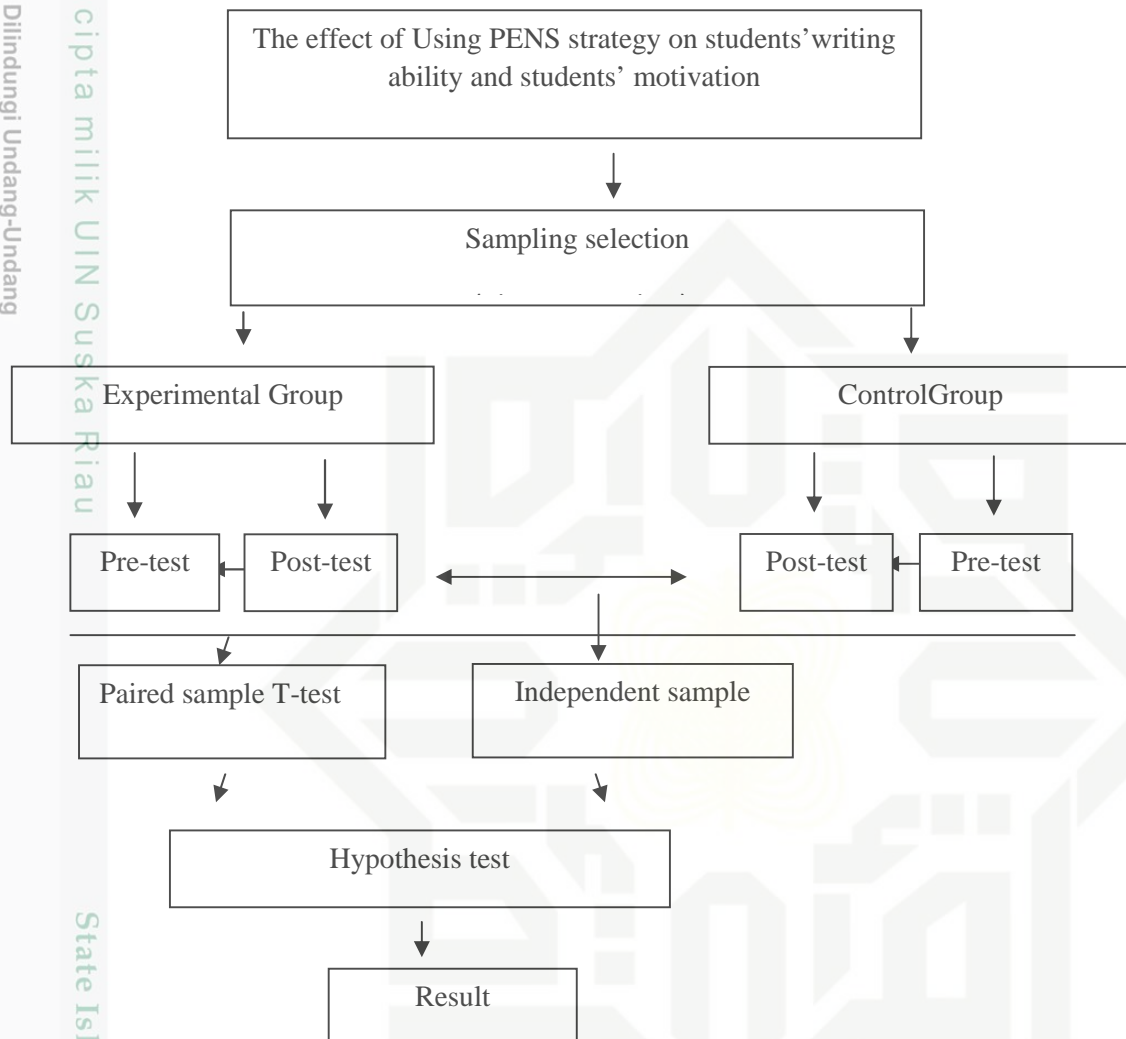 The effect of Using PENS strategy on students'writing
ability and students' motivation
Sampling selection
Experimental Group
ControlGroup
Pre-test
Post-test
Post-test
Pre-test
Paired sample T-test
Independent sample
Hypothesis test
Result
cipta milik UIN Suska Riau
Dilindungi Undang-Undang
State Isl